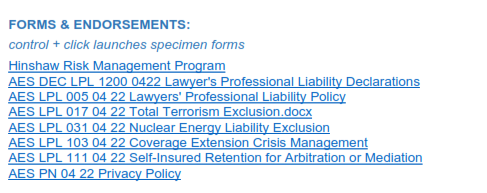 FORMS & ENDORSEMENTS:
control + click launches specimen forms
Hinshaw Risk Management Program
AES DEC LPL 1200 0422 Lawyer's Professional Liability Declarations
AES LPL 005 04 22 Lawyers' Professional Liability Policy
AES LPL 017 04 22 Total Terrorism Exclusion.docx
AES LPL 031 04 22 Nuclear Energy Liability Exclusion
AES LPL 103 04 22 Coverage Extension Crisis Management
AES LPL 111 04 22 Self-Insured Retention for Arbitration or Mediation
AES PN 04 22 Privacy Policy